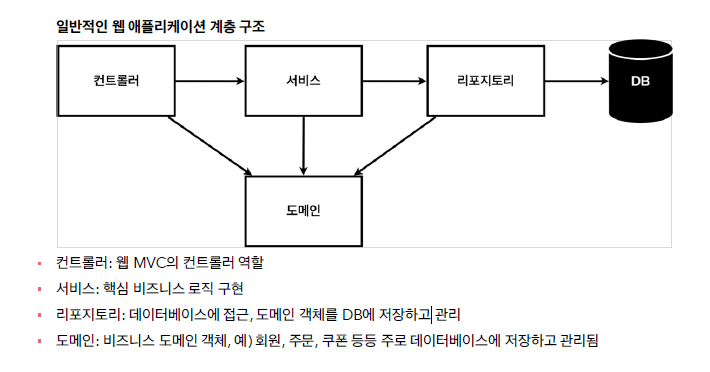 일반적인 웹 애플리케이션 계층 구조
컨트롤러
서비스
리포지토리
DB
도메인
컨트롤러: 웹 MVC의 컨트롤러 역할
서비스: 핵심 비즈니스 로직 구현
리포지토리: 데이터베이스에 접근, 도메인 객체를 DB에 저장하고 관리
도메인: 비즈니스 도메인 객체, 예) 회원, 주문, 쿠폰 등등 주로 데이터베이스에 저장하고 관리됨